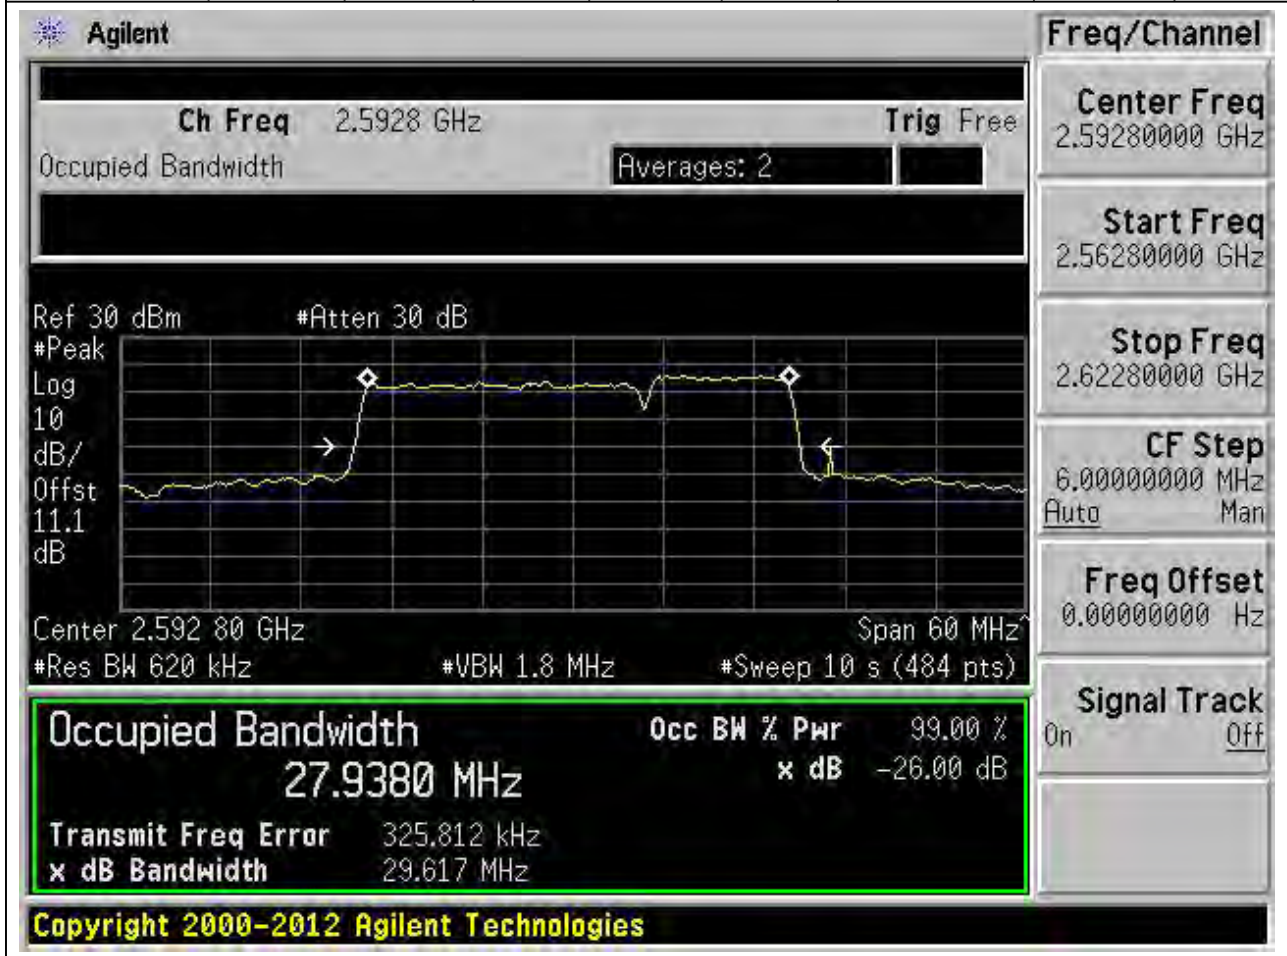 Agilent
Freq/Channel
Ch Freq 2.5928 GHz Trig Free
Occupied Bandwidth Averages: 2
Center Freq
2.59280000 GHz
Start Freq
2.56280000 GHz
Stop Freq
2.62280000 GHz
CF Step
6.00000000 MHz
Auto Man
Freq Offset
0.00000000 Hz
Signal Track
On Off
Ref 30 dBm #Atten 30 dB
#Peak
Log
10
dB/
Offst
11.1
dB
Center 2.592 80 GHz Span 60 MHz^
#Res BW 620 kHz #VBW 1.8 MHz #Sweep 10 s (484 pts)
Occupied Bandwidth
27.9380 MHz
Occ BW % Pwr 99.00 %
x dB -26.00 dB
Transmit Freq Error 325.812 kHz
x dB Bandwidth 29.617 MHz
Copyright 2000-2012 Agilent Technologies